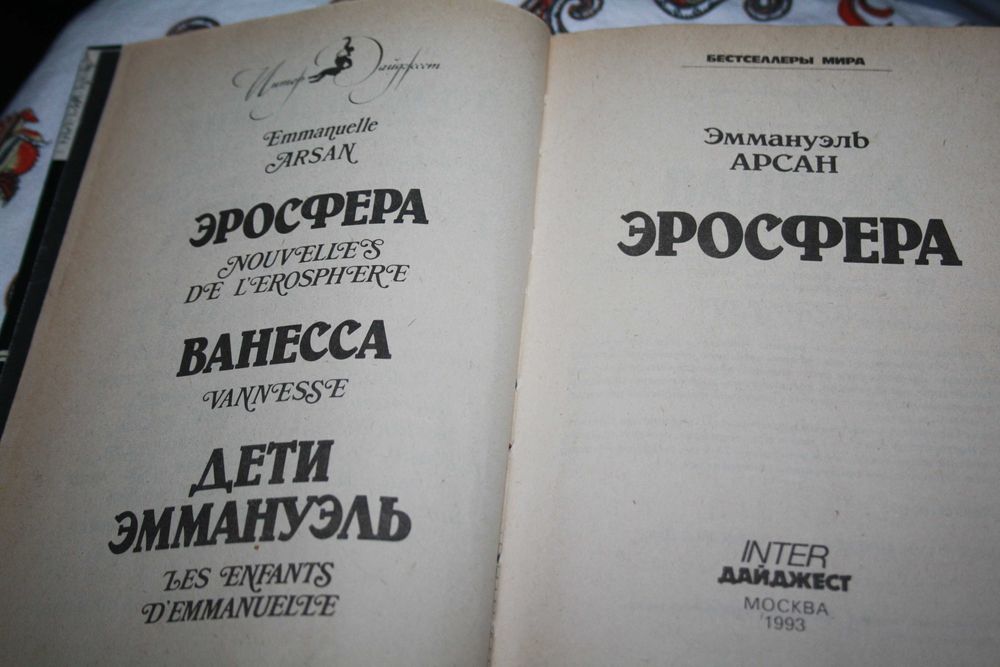 Интер Дайджест
Emmanuelle
ARSAN
ЭРОСФЕРА
NOUVELLES
DE L'EROSPHERE
ВАНЕССА
VANNESSE
ДЕТИ
ЭММАНУЭЛЬ
LES ENFANTS
D'EMMANUELLE
БЕСТСЕЛЛЕРЫ МИРА
Эммануэль
АРСАН
ЭРОСФЕРА
INTER
ДАЙДЖЕСТ
МОСКВА
1993